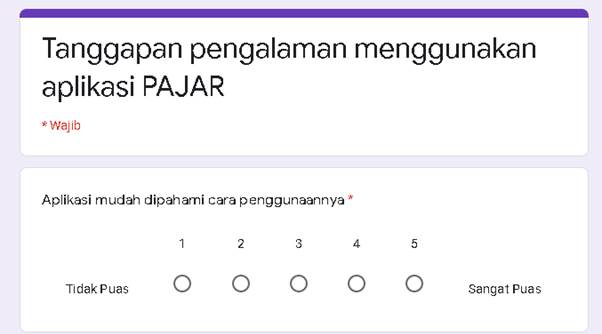 Tanggapan pengalaman menggunakan
aplikasi PAJAR
* Wajib
Aplikasi mudah dipahami cara penggunaannya *
1 2 3 4 5
Tidak Puas Sangat Puas